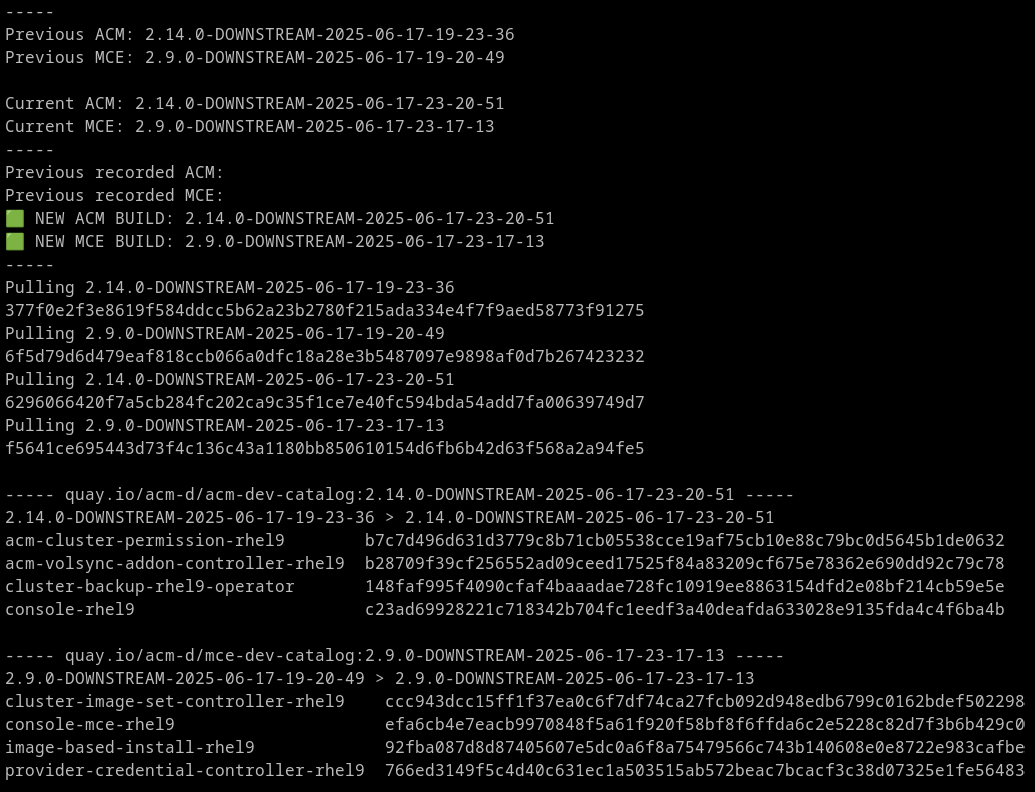 -----
Previous ACM: 2.14.0-DOWNSTREAM-2025-06-17-19-23-36
Previous MCE: 2.9.0-DOWNSTREAM-2025-06-17-19-20-49
Current ACM: 2.14.0-DOWNSTREAM-2025-06-17-23-20-51
Current MCE: 2.9.0-DOWNSTREAM-2025-06-17-23-17-13
-----
Previous recorded ACM:
Previous recorded MCE:
🟩 NEW ACM BUILD: 2.14.0-DOWNSTREAM-2025-06-17-23-20-51
🟩 NEW MCE BUILD: 2.9.0-DOWNSTREAM-2025-06-17-23-17-13
-----
Pulling 2.14.0-DOWNSTREAM-2025-06-17-19-23-36
377f0e2f3e8619f584ddcc5b62a23b2780f215ada334e4f7f9aed58773f91275
Pulling 2.9.0-DOWNSTREAM-2025-06-17-19-20-49
6f5d79d6d479eaf818ccb066a0dfc18a28e3b5487097e9898af0d7b267423232
Pulling 2.14.0-DOWNSTREAM-2025-06-17-23-20-51
6296066420f7a5cb284fc202ca9c35f1ce7e40fc594bda54add7fa00639749d7
Pulling 2.9.0-DOWNSTREAM-2025-06-17-23-17-13
f5641ce695443d73f4c136c43a1180bb850610154d6fb6b42d63f568a2a94fe5
----- quay.io/acm-d/acm-dev-catalog:2.14.0-DOWNSTREAM-2025-06-17-23-20-51 -----
2.14.0-DOWNSTREAM-2025-06-17-19-23-36 > 2.14.0-DOWNSTREAM-2025-06-17-23-20-51
acm-cluster-permission-rhel9 b7c7d496d631d3779c8b71cb05538cce19af75cb10e88c79bc0d5645b1de0632
acm-volsync-addon-controller-rhel9 b28709f39cf256552ad09ceed17525f84a83209cf675e78362e690dd92c79c78
cluster-backup-rhel9-operator 148faf995f4090cfaf4baaadae728fc10919ee8863154dfd2e08bf214cb59e5e
console-rhel9 c23ad69928221c718342b704fc1eedf3a40deafda633028e9135fda4c4f6ba4b
----- quay.io/acm-d/mce-dev-catalog:2.9.0-DOWNSTREAM-2025-06-17-23-17-13 -----
2.9.0-DOWNSTREAM-2025-06-17-19-20-49 > 2.9.0-DOWNSTREAM-2025-06-17-23-17-13
cluster-image-set-controller-rhel9 ccc943dcc15ff1f37ea0c6f7df74ca27fcb092d948edb6799c0162bdef502298
console-mce-rhel9 efa6cb4e7eacb9970848f5a61f920f58bf8f6ffda6c2e5228c82d7f3b6b429c0
image-based-install-rhel9 92fba087d8d87405607e5dc0a6f8a75479566c743b140608e0e8722e983cafbe
provider-credential-controller-rhel9 766ed3149f5c4d40c631ec1a503515ab572beac7bcacf3c38d07325e1fe56483